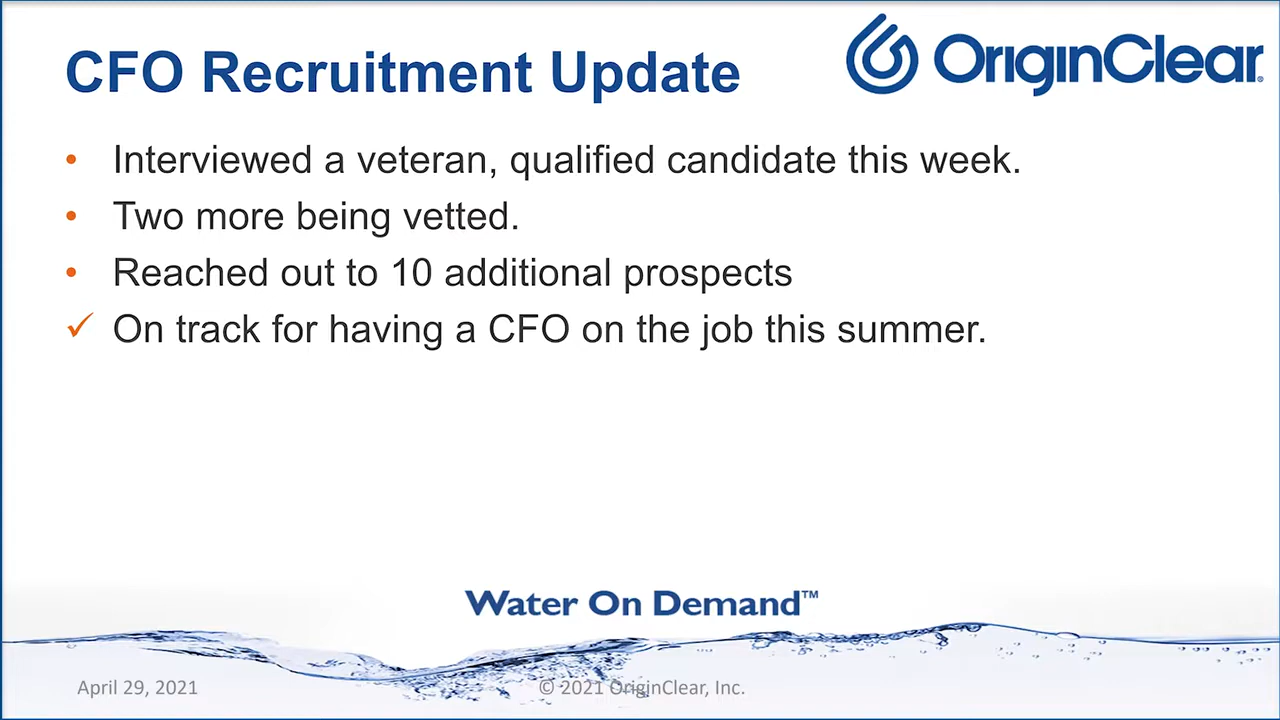 CFO Recruitment Update
OriginClear®
• Interviewed a veteran, qualified candidate this week.
• Two more being vetted.
• Reached out to 10 additional prospects
✓ On track for having a CFO on the job this summer.
Water On Demand™
April 29, 2021
© 2021 OriginClear, Inc.